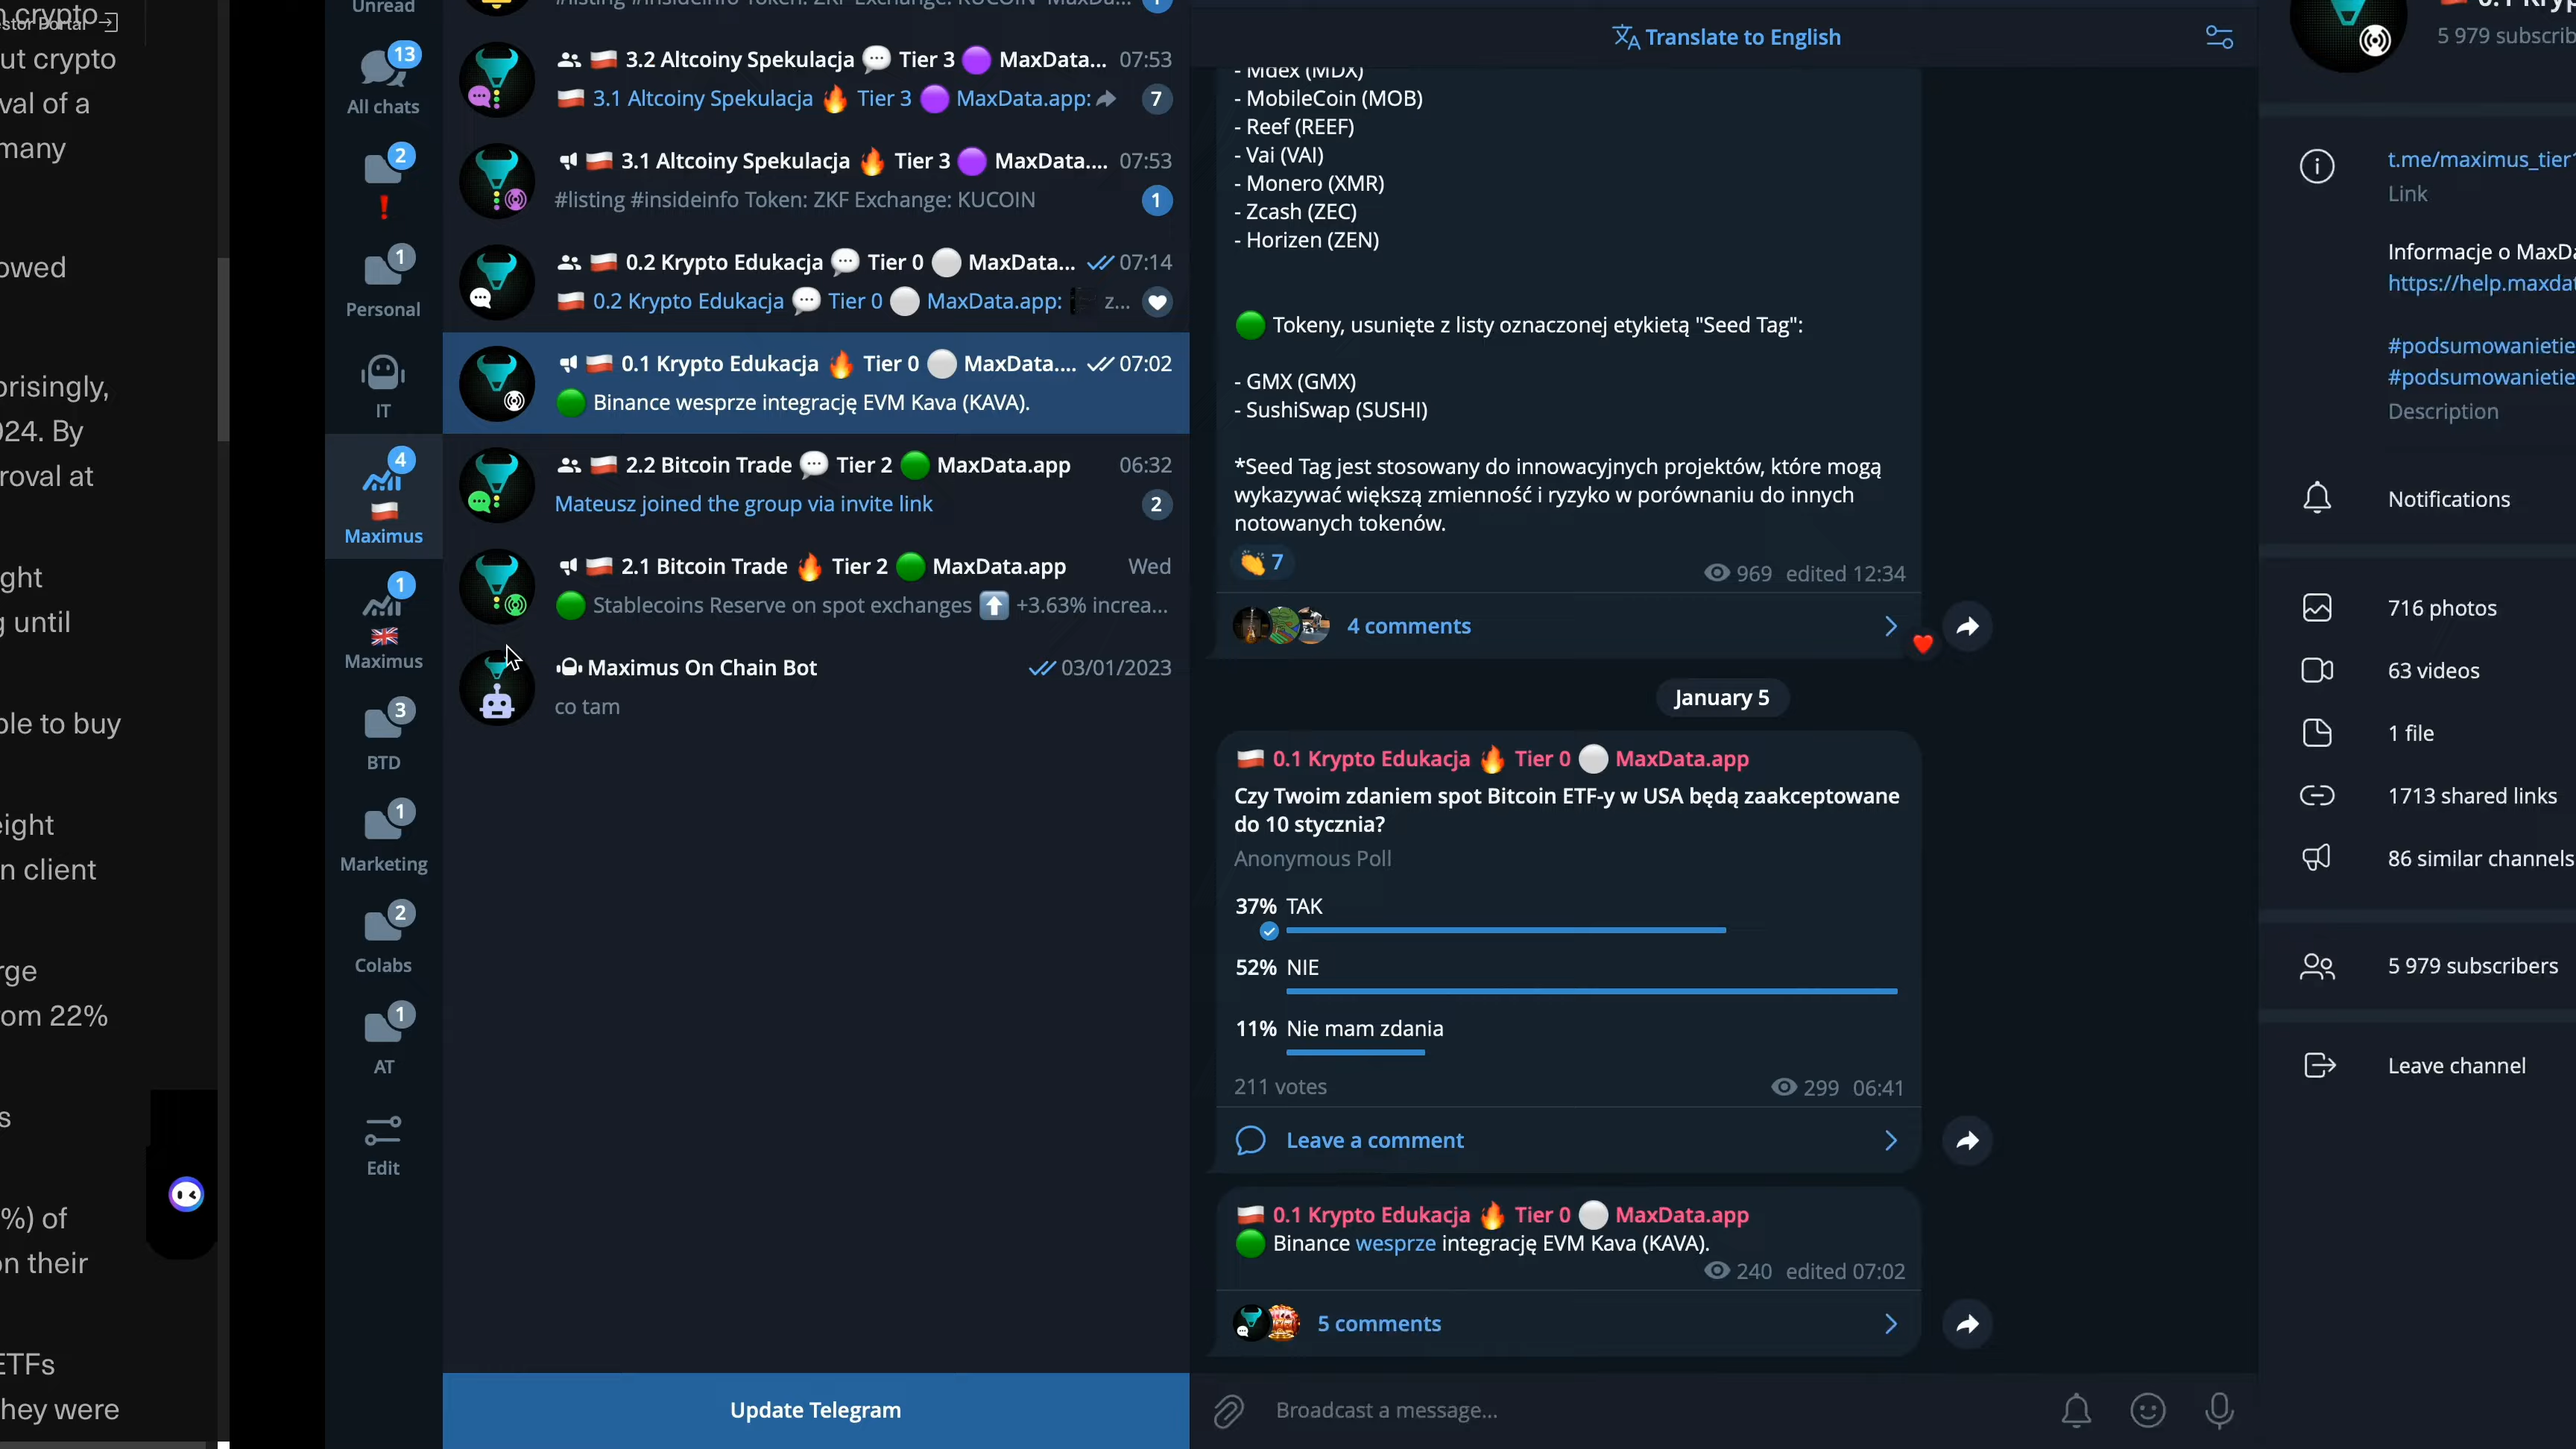 n crypto
estor Portal
ut crypto
val of a
many
owed
prisingly,
024. By
roval at
ght
g until
ble to buy
eight
n client
rge
rom 22%
s
%) of
on their
ETFs
they were
Unread
13
All chats
2
1
Personal
IT
4
Maximus
1
Maximus
3
BTD
1
Marketing
2
Colabs
1
AT
Edit
#listing #insideinfo Token: ZKF Exchange: KUCOIN MaxDa... 1
3.2 Altcoiny Spekulacja 💬 Tier 3 🟣 MaxData... 07:53
🇵🇱 3.1 Altcoiny Spekulacja 🔥 Tier 3 🟣 MaxData.app: 7
🇵🇱 3.1 Altcoiny Spekulacja 🔥 Tier 3 🟣 MaxData.... 07:53
#listing #insideinfo Token: ZKF Exchange: KUCOIN 1
🇵🇱 0.2 Krypto Edukacja 💬 Tier 0 ⚪ MaxData... 07:14
🇵🇱 0.2 Krypto Edukacja 💬 Tier 0 ⚪ MaxData.app: z...
🇵🇱 0.1 Krypto Edukacja 🔥 Tier 0 ⚪ MaxData.... 07:02
🟢 Binance wesprze integrację EVM Kava (KAVA).
🇵🇱 2.2 Bitcoin Trade 💬 Tier 2 🟢 MaxData.app 06:32
Mateusz joined the group via invite link 2
🇵🇱 2.1 Bitcoin Trade 🔥 Tier 2 🟢 MaxData.app Wed
🟢 Stablecoins Reserve on spot exchanges ⬆️ +3.63% increa...
Maximus On Chain Bot 03/01/2023
co tam
Update Telegram
Translate to English
- Mdex (MDX)
- MobileCoin (MOB)
- Reef (REEF)
- Vai (VAI)
- Monero (XMR)
- Zcash (ZEC)
- Horizen (ZEN)
🟢 Tokeny, usunięte z listy oznaczonej etykietą "Seed Tag":
- GMX (GMX)
- SushiSwap (SUSHI)
*Seed Tag jest stosowany do innowacyjnych projektów, które mogą
wykazywać większą zmienność i ryzyko w porównaniu do innych
notowanych tokenów.
👏 7
969 edited 12:34
4 comments
January 5
🇵🇱 0.1 Krypto Edukacja 🔥 Tier 0 ⚪ MaxData.app
Czy Twoim zdaniem spot Bitcoin ETF-y w USA będą zaakceptowane
do 10 stycznia?
Anonymous Poll
37% TAK
52% NIE
11% Nie mam zdania
211 votes 299 06:41
Leave a comment
🇵🇱 0.1 Krypto Edukacja 🔥 Tier 0 ⚪ MaxData.app
🟢 Binance wesprze integrację EVM Kava (KAVA).
240 edited 07:02
5 comments
Broadcast a message...
0.1 Kryp
5 979 subscrib
t.me/maximus_tier
Link
Informacje o MaxDa
https://help.maxdat
#podsumowanietie
#podsumowanietie
Description
Notifications
716 photos
63 videos
1 file
1713 shared links
86 similar channels
5 979 subscribers
Leave channel